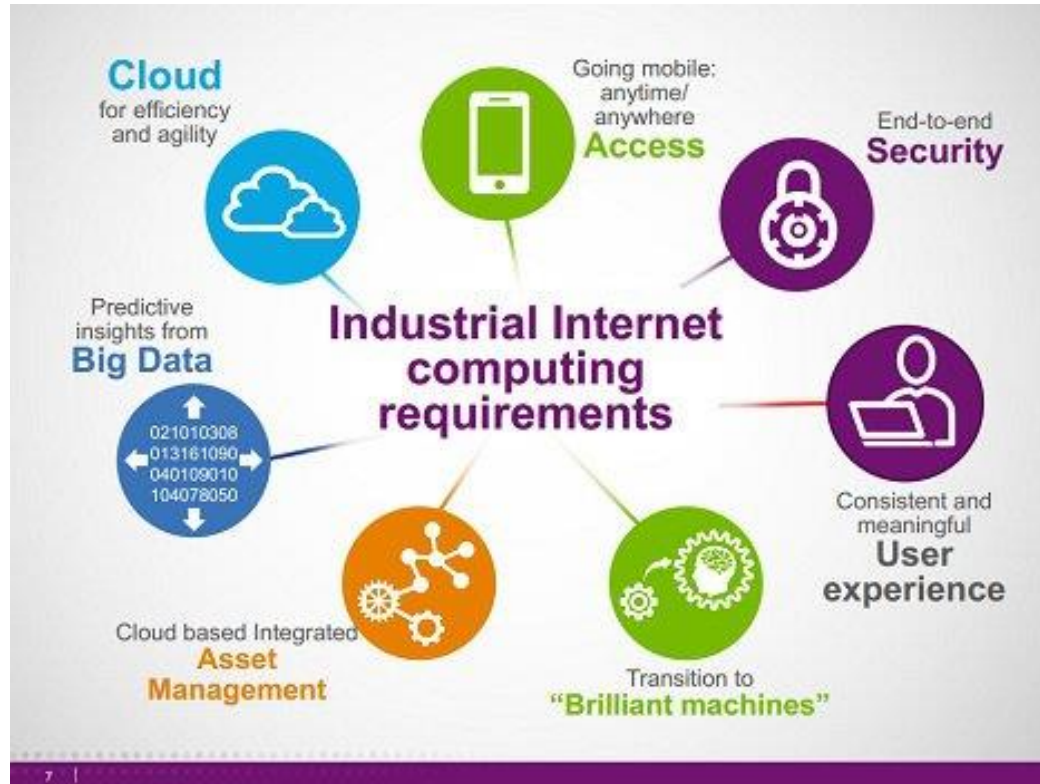 Cloud
for efficiency
and agility
Going mobile:
anytime/
anywhere
Access
End-to-end
Security
Predictive
insights from
Big Data
021010308
013161090
040109010
104078050
Industrial Internet
computing
requirements
Consistent and
meaningful
User
experience
Cloud based Integrated
Asset
Management
Transition to
“Brilliant machines”
7